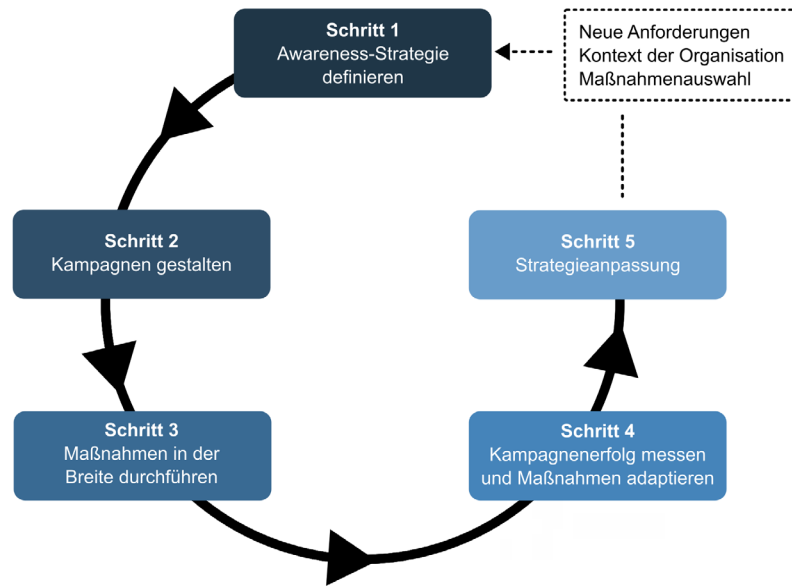 Schritt 1
Awareness-Strategie
definieren
Neue Anforderungen
Kontext der Organisation
Maßnahmenauswahl
Schritt 2
Kampagnen gestalten
Schritt 5
Strategieanpassung
Schritt 3
Maßnahmen in der
Breite durchführen
Schritt 4
Kampagnenerfolg messen
und Maßnahmen adaptieren